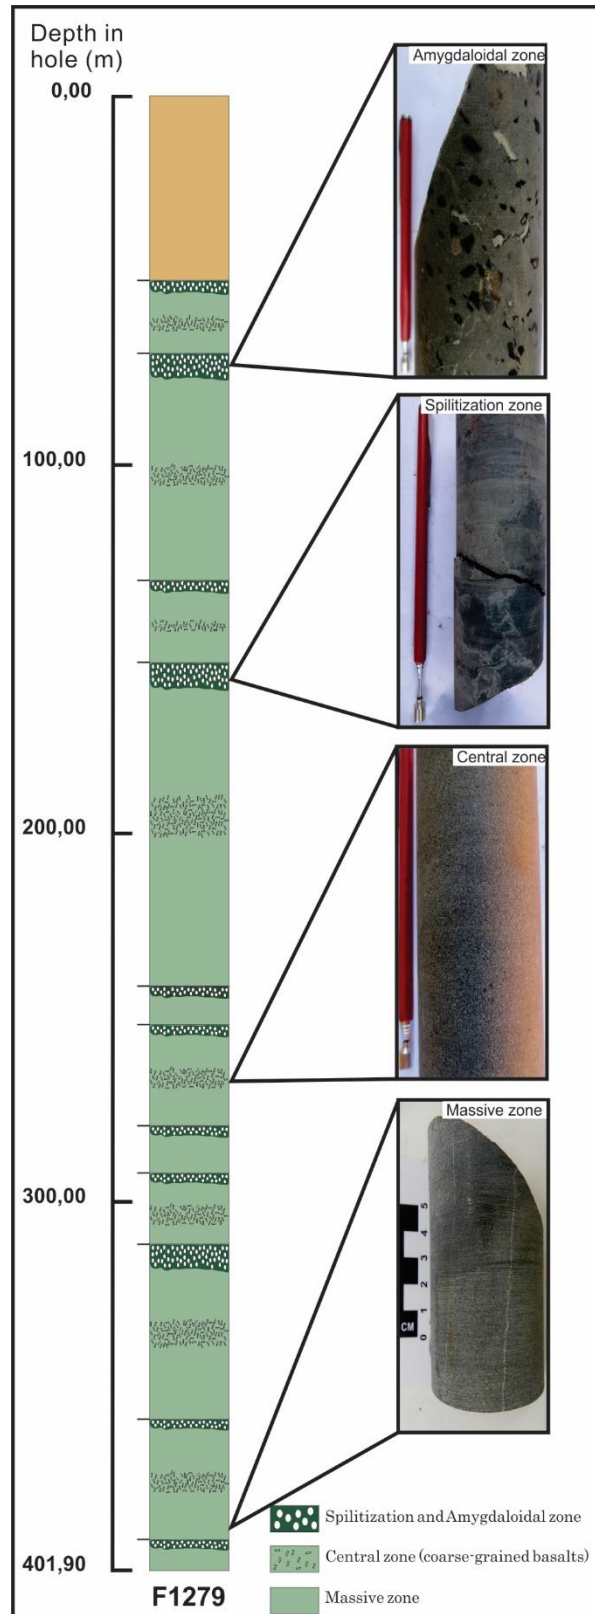 Depth in
hole (m)
0,00
100,00
200,00
300,00
401,90
F1279
Amygdaloidal zone
Spilitization zone
Central zone
Massive zone
5
4
3
2
1
0
CM
Spilitization and Amygdaloidal zone
Central zone (coarse-grained basalts)
Massive zone